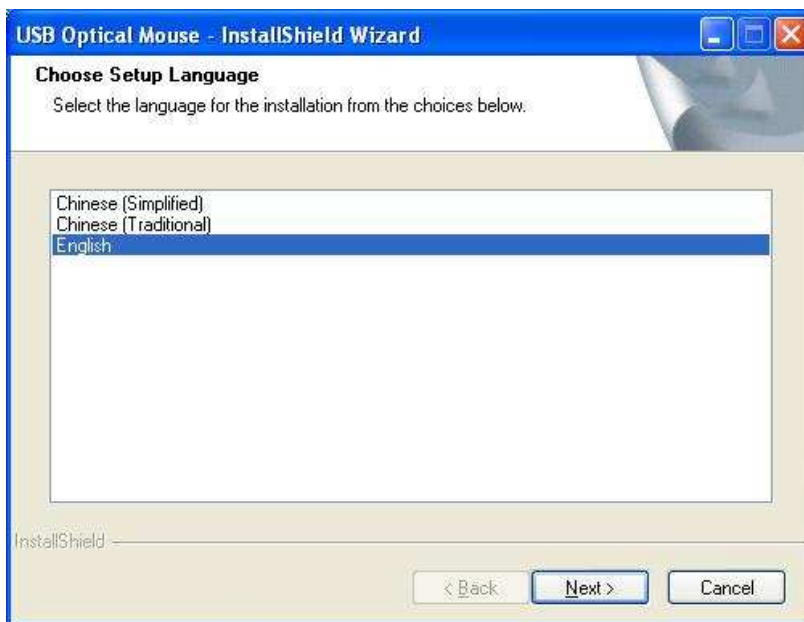 USB Optical Mouse - InstallShield Wizard
Choose Setup Language
Select the language for the installation from the choices below.
Chinese (Simplified)
Chinese (Traditional)
English
InstallShield
< Back Next > Cancel